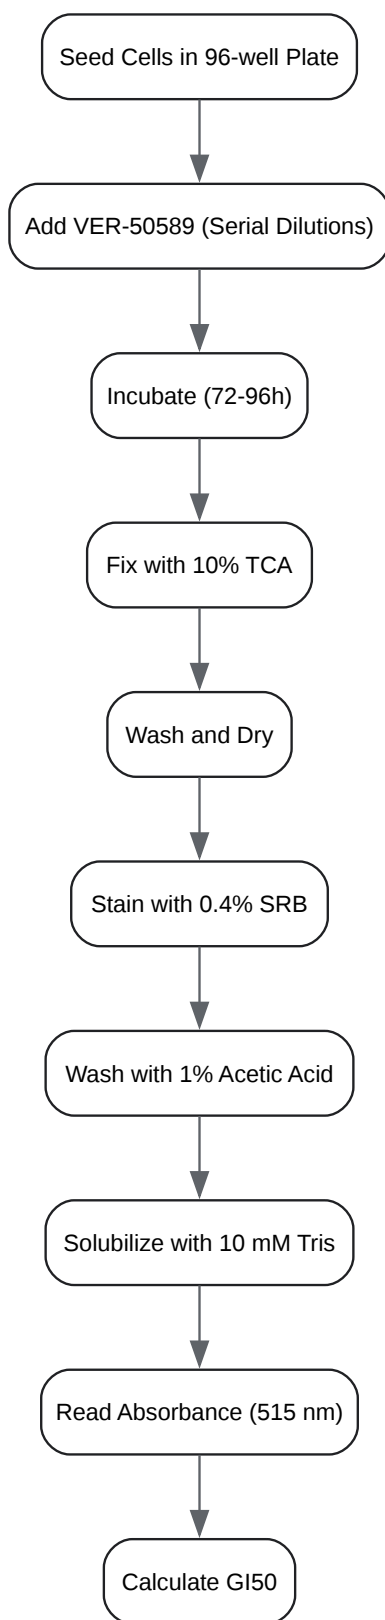 Seed Cells in 96-well Plate
Add VER-50589 (Serial Dilutions)
Incubate (72-96h)
Fix with 10% TCA
Wash and Dry
Stain with 0.4% SRB
Wash with 1% Acetic Acid
Solubilize with 10 mM Tris
Read Absorbance (515 nm)
Calculate GI50